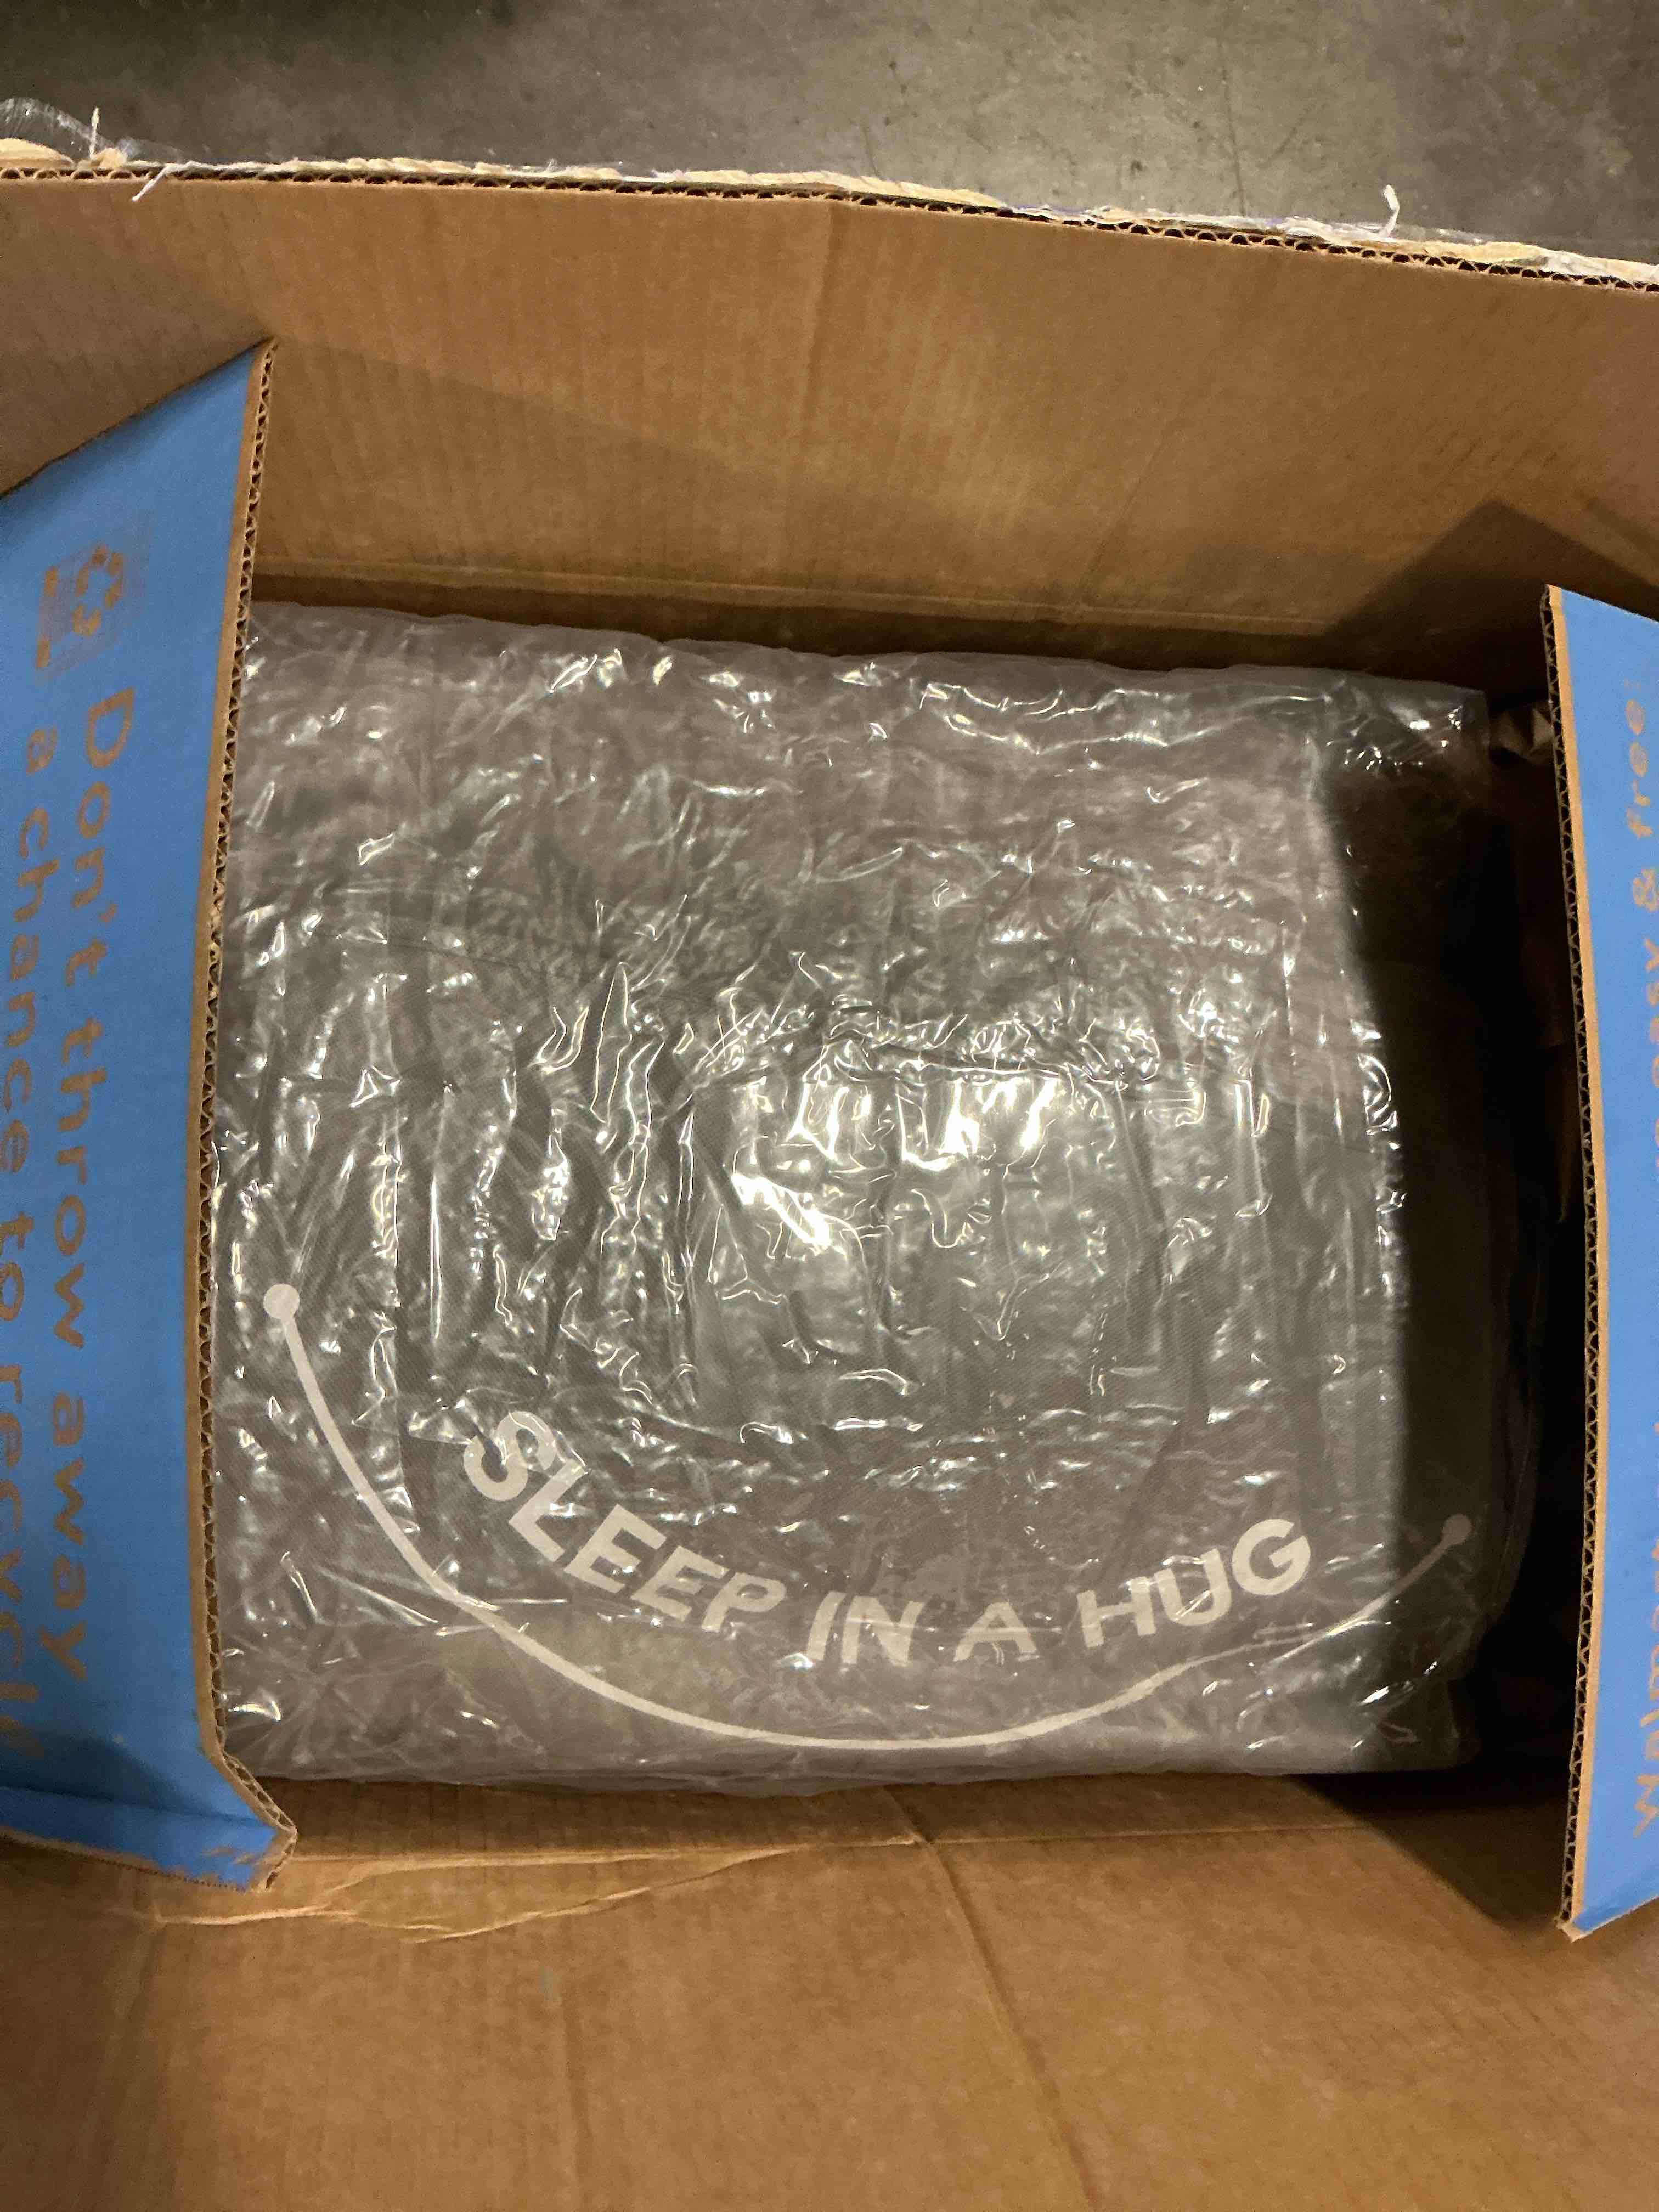 Don't throw away
a chance to recycle
SLEEP IN A HUG
easy & free: